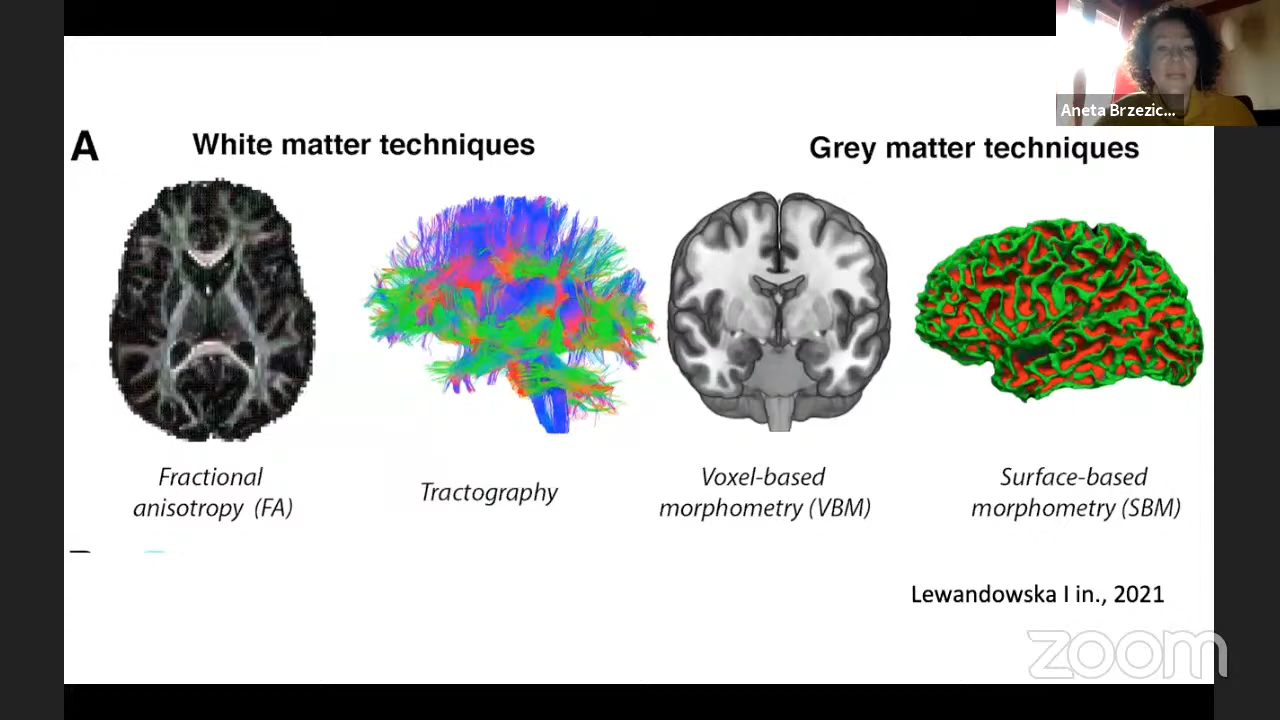 Aneta Brzezic...
A
White matter techniques
Grey matter techniques
Fractional
anisotropy (FA)
Tractography
Voxel-based
morphometry (VBM)
Surface-based
morphometry (SBM)
Lewandowska I in., 2021
zoom